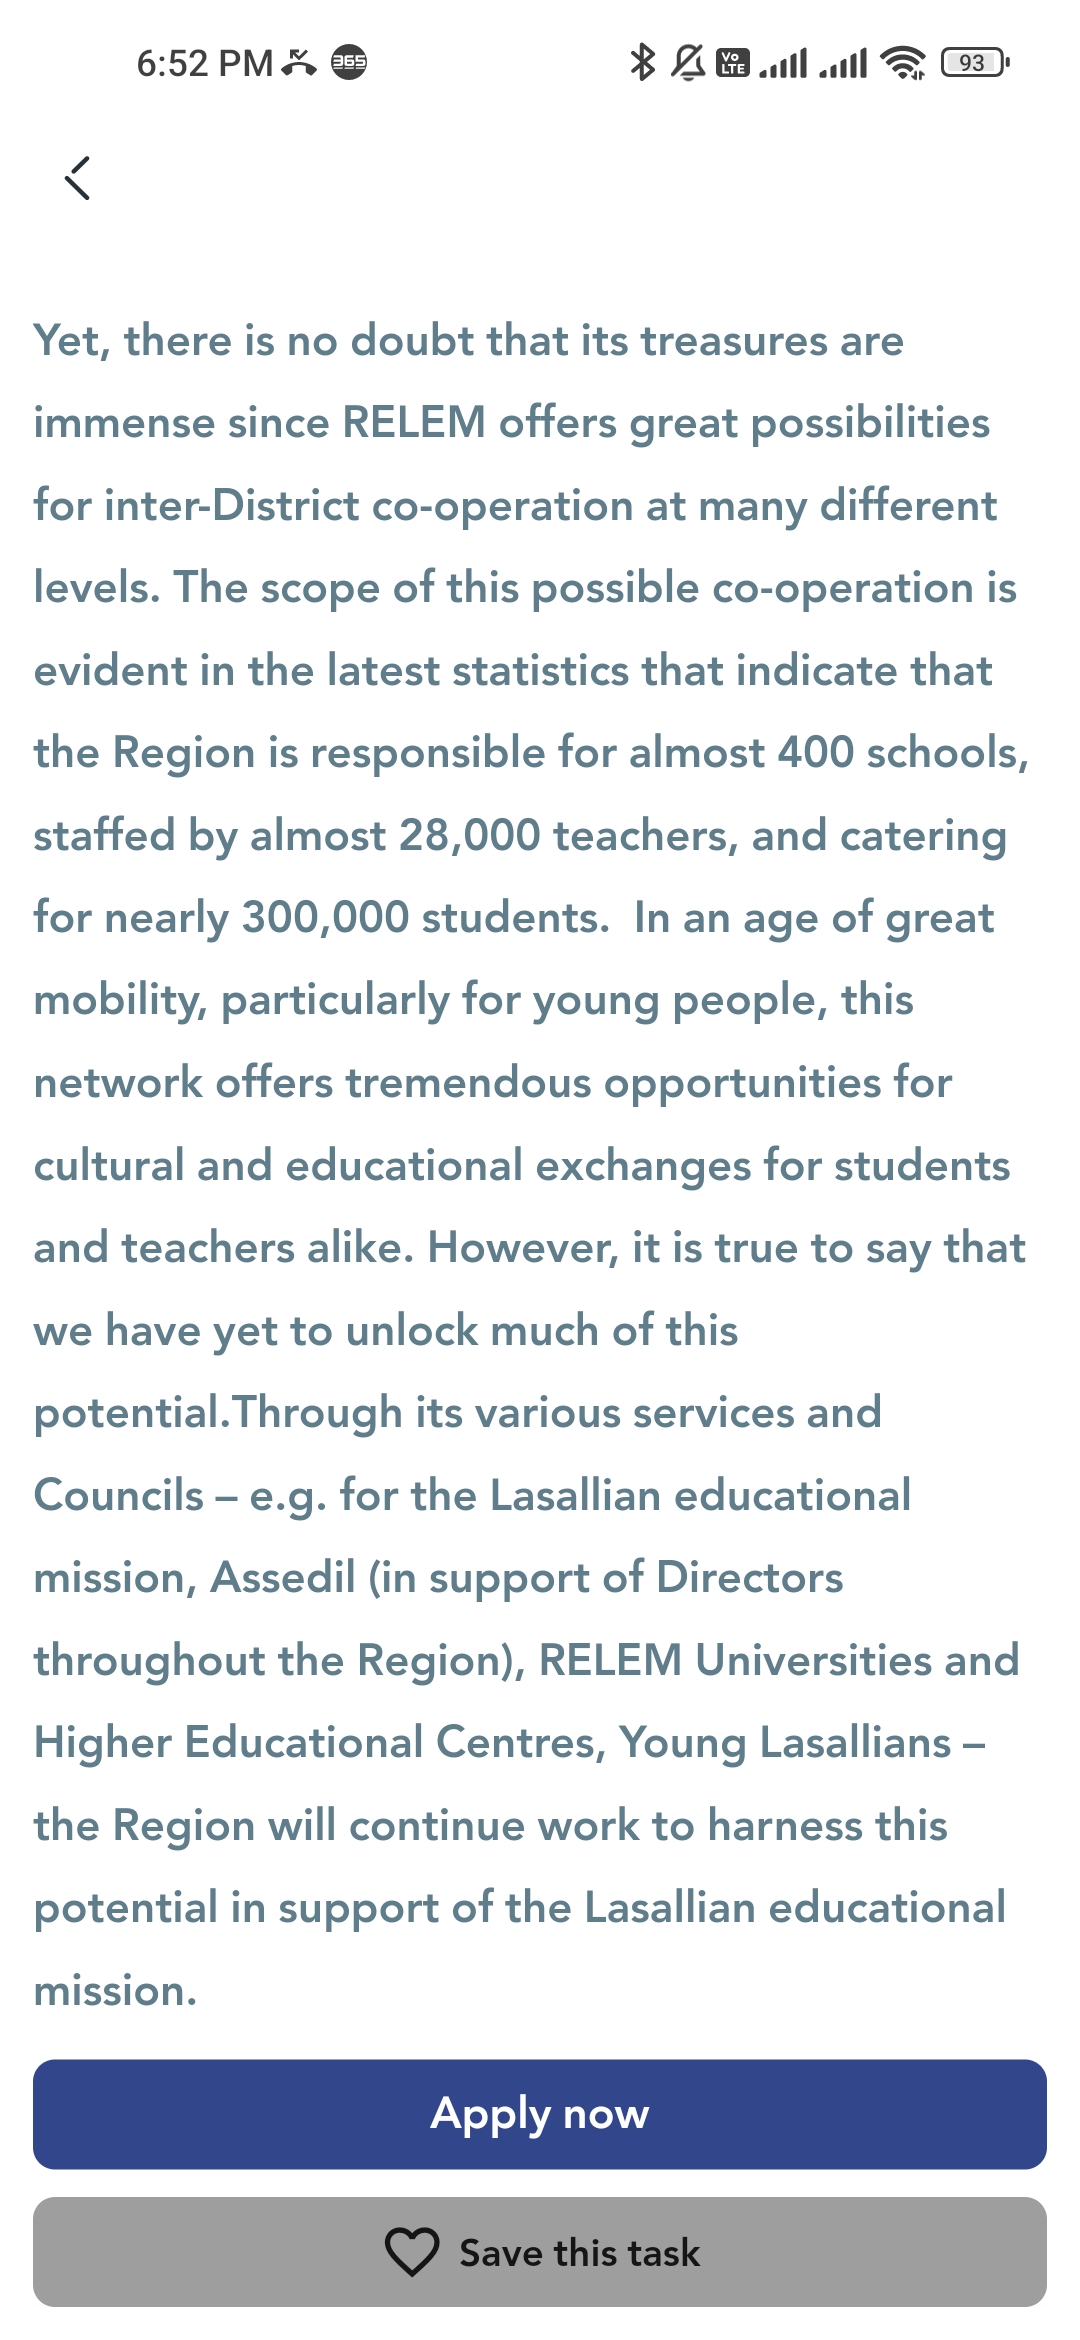 6:52 PM 365 Vo LTE 93
Yet, there is no doubt that its treasures are
immense since RELEM offers great possibilities
for inter-District co-operation at many different
levels. The scope of this possible co-operation is
evident in the latest statistics that indicate that
the Region is responsible for almost 400 schools,
staffed by almost 28,000 teachers, and catering
for nearly 300,000 students.  In an age of great
mobility, particularly for young people, this
network offers tremendous opportunities for
cultural and educational exchanges for students
and teachers alike. However, it is true to say that
we have yet to unlock much of this
potential.Through its various services and
Councils – e.g. for the Lasallian educational
mission, Assedil (in support of Directors
throughout the Region), RELEM Universities and
Higher Educational Centres, Young Lasallians –
the Region will continue work to harness this
potential in support of the Lasallian educational
mission.
Apply now
Save this task